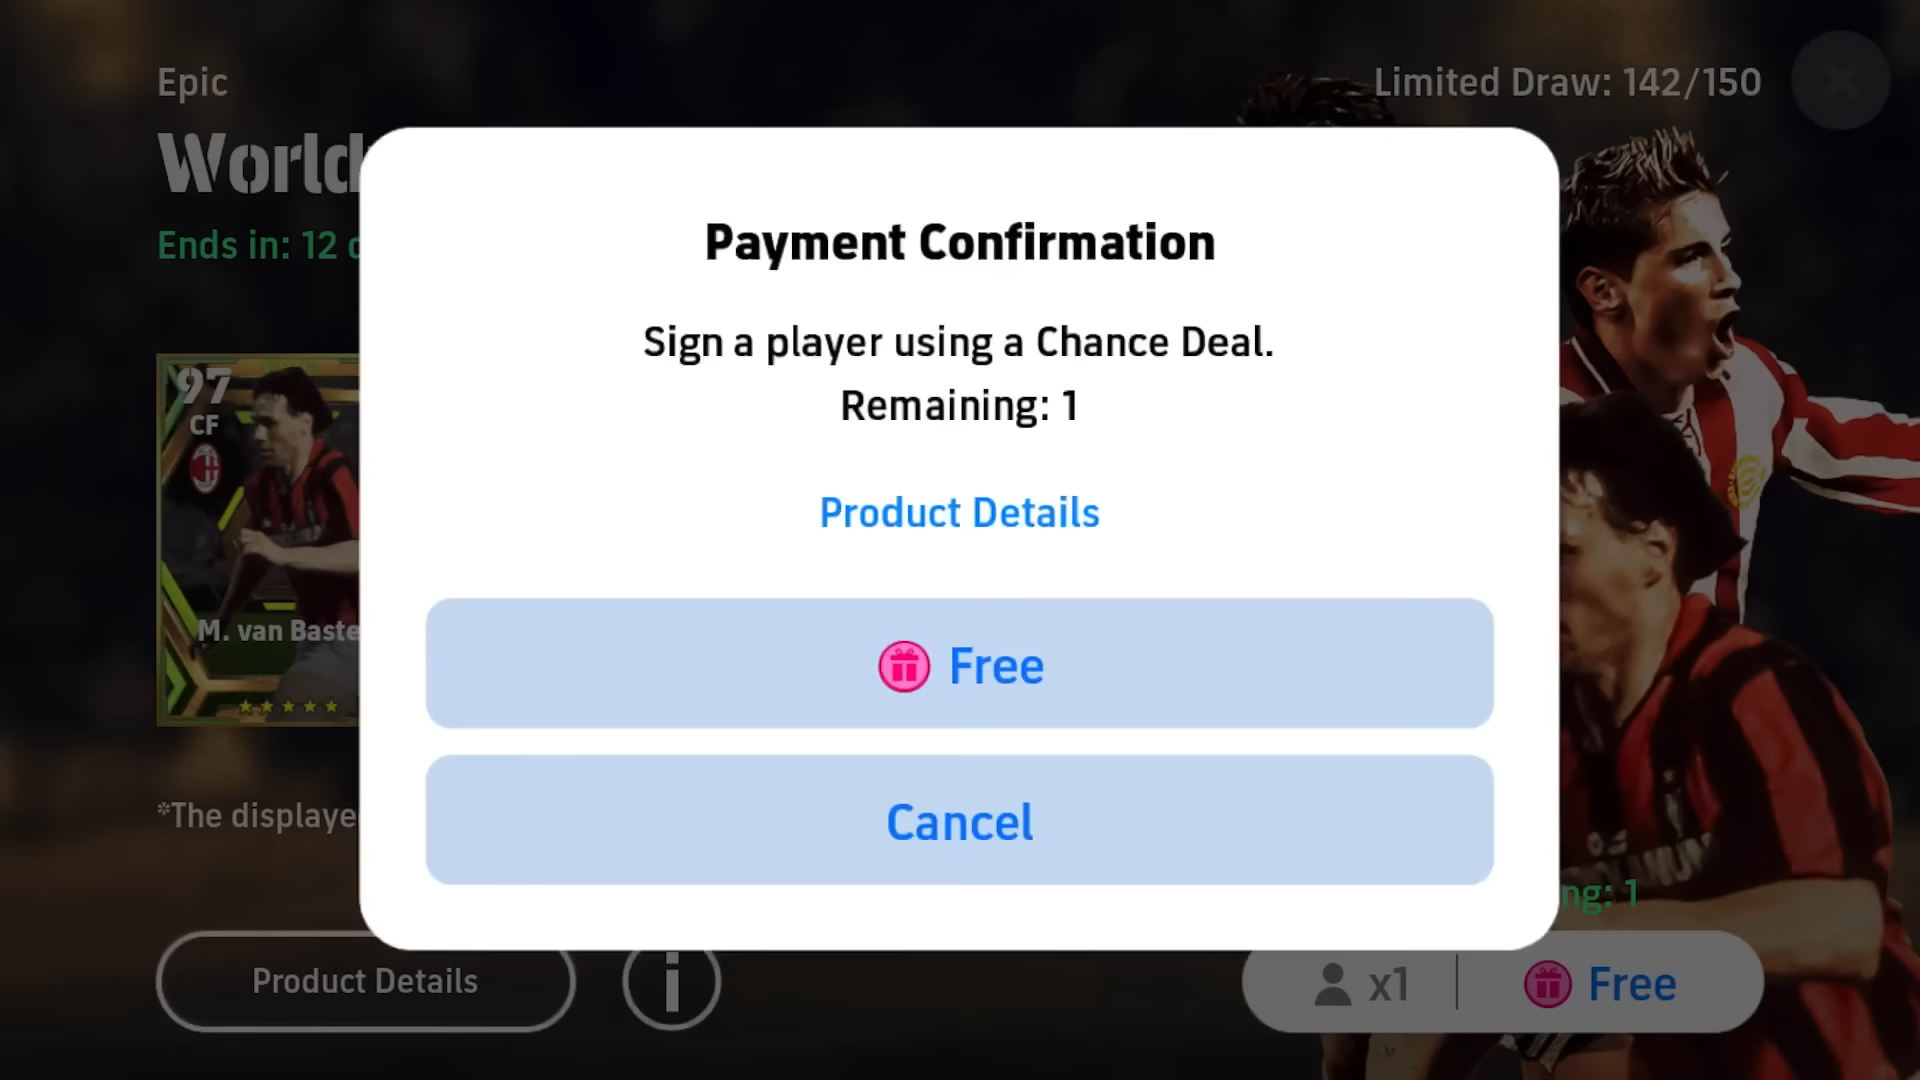 Epic
Limited Draw: 142/150
World
Ends in: 12 d
Payment Confirmation
Sign a player using a Chance Deal.
Remaining: 1
Product Details
97
CF
M. van Baste
Free
Cancel
*The displaye
ng: 1
Product Details
i
x1
Free